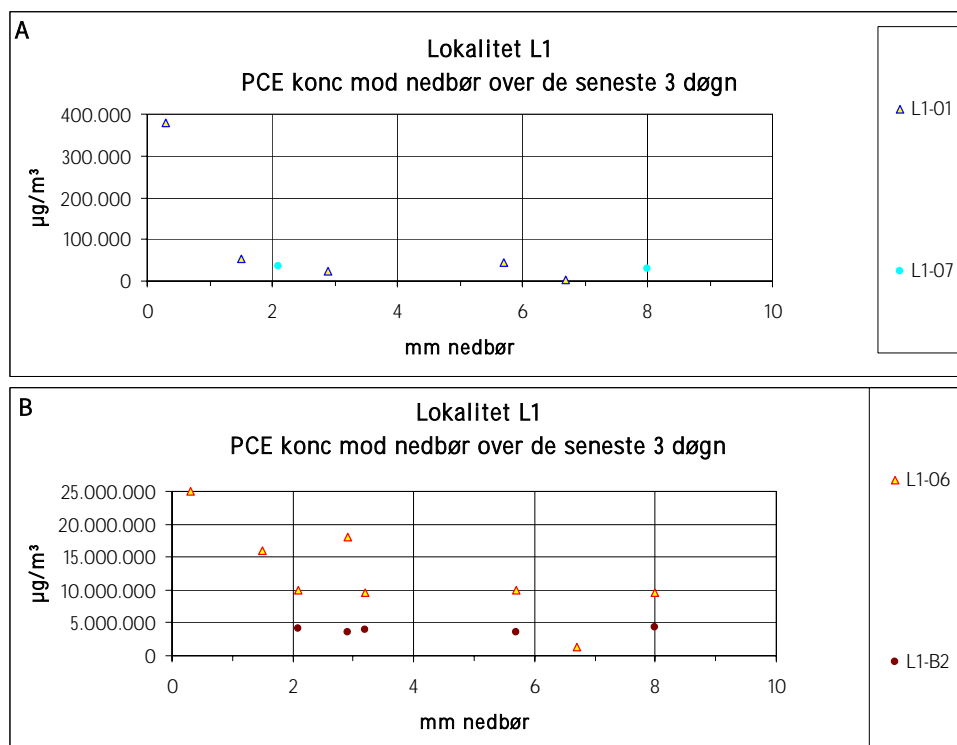 A
Lokalitet L1
PCE konc mod nedbør over de seneste 3 døgn
400.000
300.000
200.000
100.000
0
µg/m³
0 2 4 6 8 10
mm nedbør
L1-01
L1-07
B
Lokalitet L1
PCE konc mod nedbør over de seneste 3 døgn
25.000.000
20.000.000
15.000.000
10.000.000
5.000.000
0
µg/m³
0 2 4 6 8 10
mm nedbør
L1-06
L1-B2